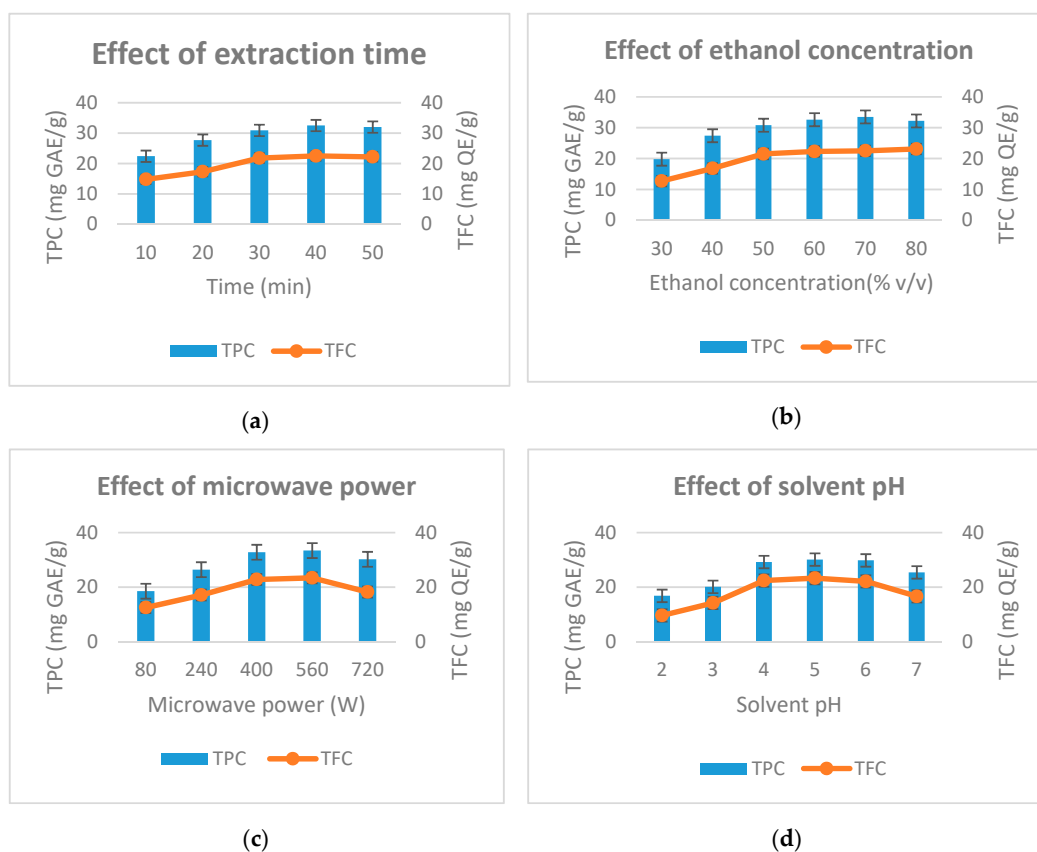 Effect of extraction time
TPC (mg GAE/g)
40
30
20
10
0
40
30
20
10
0
TFC (mg QE/g)
10 20 30 40 50
Time (min)
TPC TFC
(a)
Effect of ethanol concentration
TPC (mg GAE/g)
40
30
20
10
0
40
30
20
10
0
TFC (mg QE/g)
30 40 50 60 70 80
Ethanol concentration(% v/v)
TPC TFC
(b)
Effect of microwave power
TPC (mg GAE/g)
40
20
0
40
20
0
TFC (mg QE/g)
80 240 400 560 720
Microwave power (W)
TPC TFC
(c)
Effect of solvent pH
TPC (mg GAE/g)
40
20
0
40
20
0
TFC (mg QE/g)
2 3 4 5 6 7
Solvent pH
TPC TFC
(d)